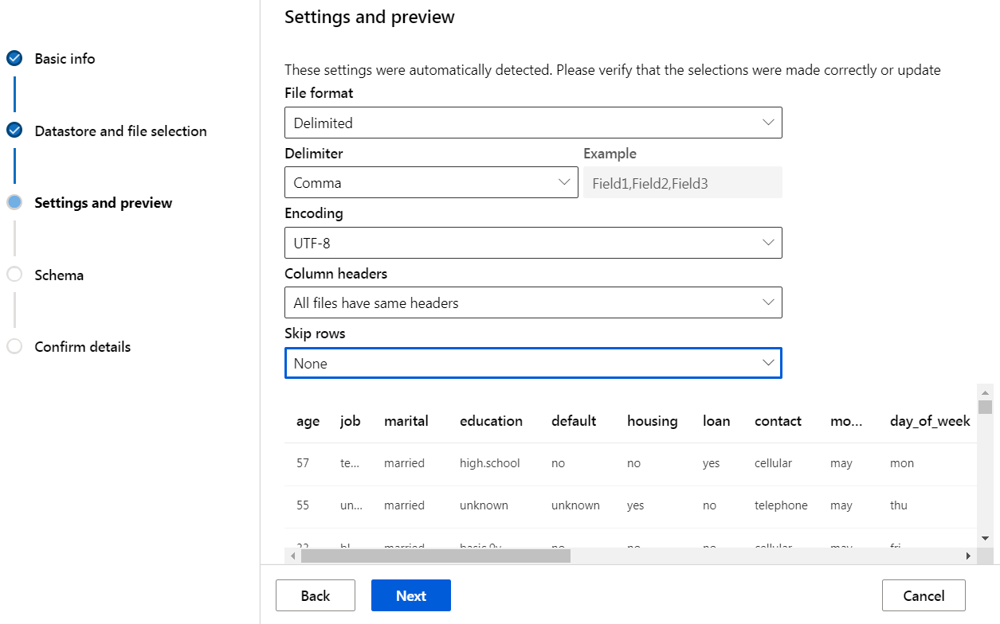 Settings and preview
Basic info
Datastore and file selection
Settings and preview
Schema
Confirm details
These settings were automatically detected. Please verify that the selections were made correctly or update
File format
Delimited
Delimiter Example
Comma Field1,Field2,Field3
Encoding
UTF-8
Column headers
All files have same headers
Skip rows
None
age job marital education default housing loan contact mo... day_of_week
57 te... married high.school no no yes cellular may mon
55 un... married unknown unknown yes no telephone may thu
married no no no cellular may fri
Back Next Cancel